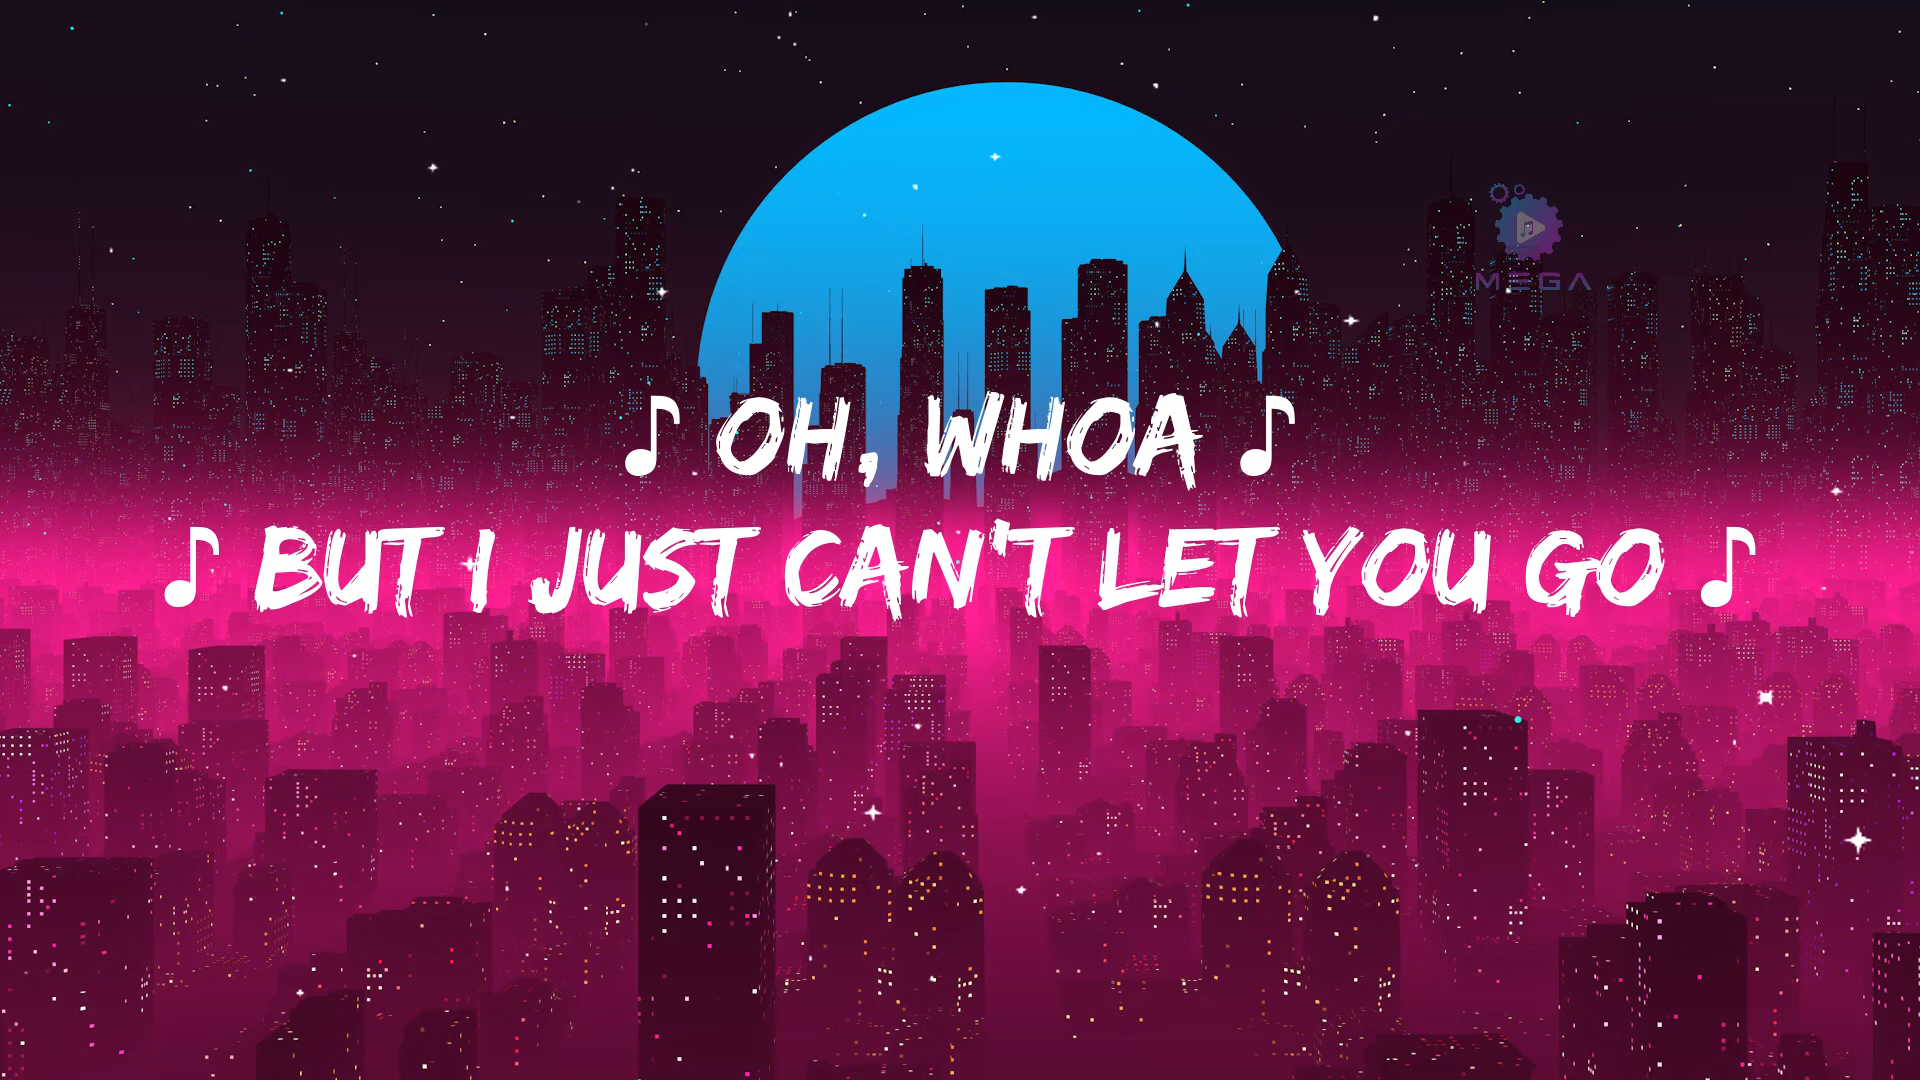 MEGA
♪ OH, WHOA ♪
♪ BUT I JUST CAN'T LET YOU GO ♪